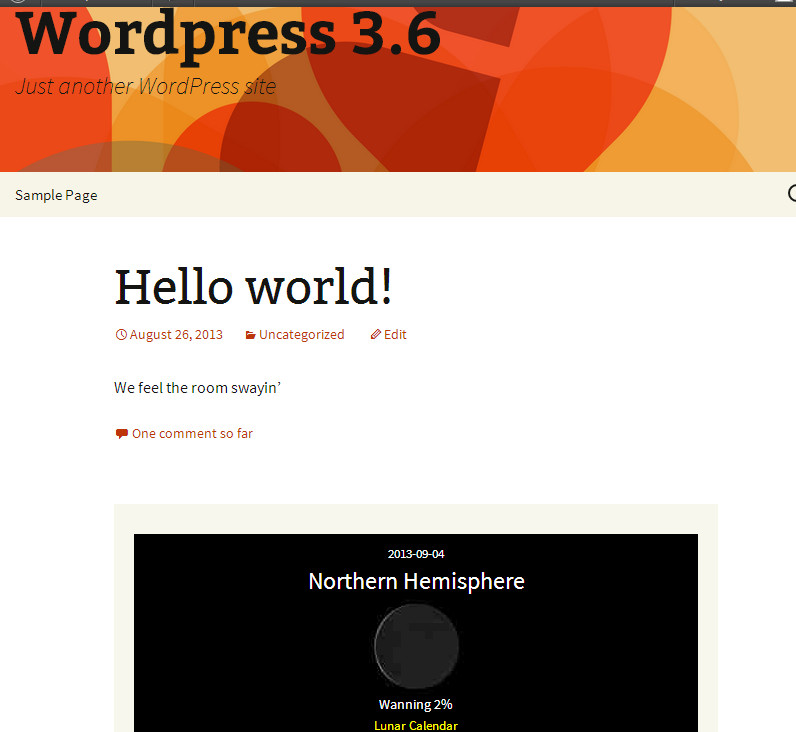 Wordpress 3.6
Just another WordPress site
Sample Page
Hello world!
August 26, 2013 Uncategorized Edit
We feel the room swayin’
One comment so far
2013-09-04
Northern Hemisphere
Wanning 2%
Lunar Calendar